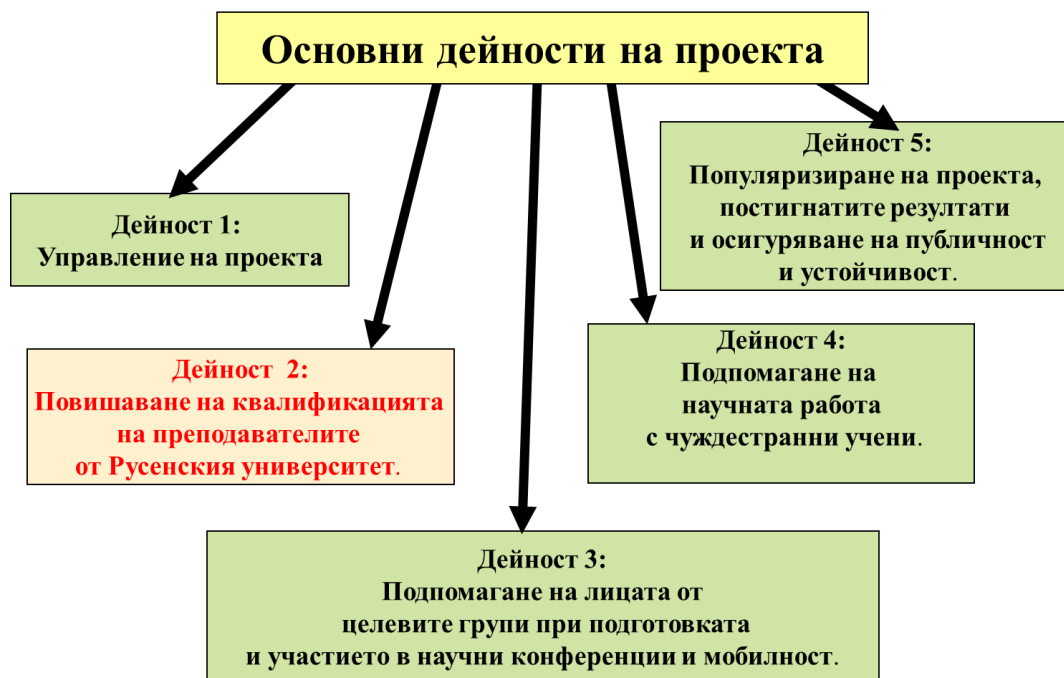 Основни дейности на проекта
Дейност 1:
Управление на проекта
Дейност 2:
Повишаване на квалификацията
на преподавателите
от Русенския университет.
Дейност 3:
Подпомагане на лицата от
целевите групи при подготовката
и участието в научни конференции и мобилност.
Дейност 4:
Подпомагане на
научната работа
с чуждестранни учени.
Дейност 5:
Популяризиране на проекта,
постигнатите резултати
и осигуряване на публичност
и устойчивост.